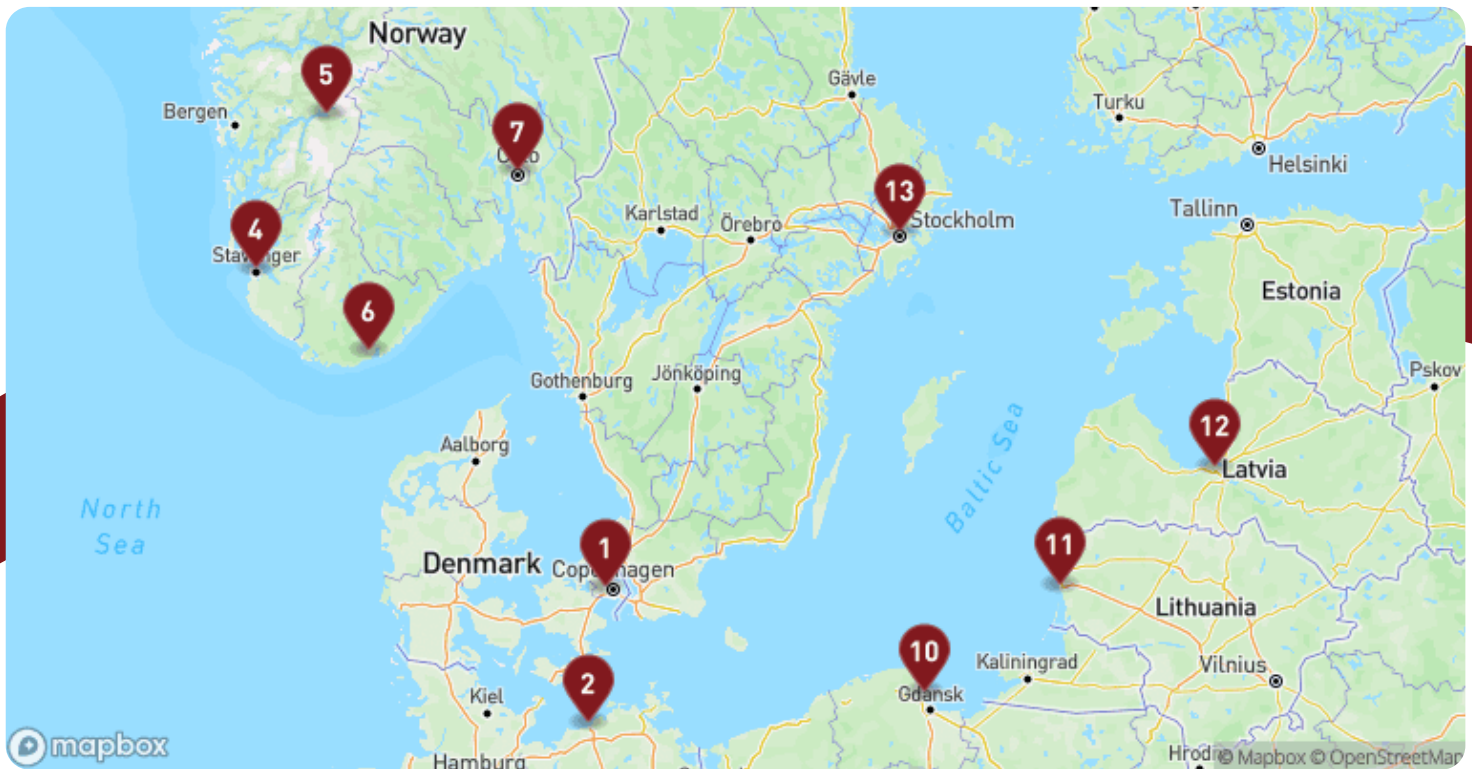 Norway
5
Gävle
Bergen
Turku
7
Helsinki
13
Tallinn
Karlstad
Örebro
Stockholm
4
Estonia
6
Pskov
Gothenburg
Jönköping
12
Aalborg
Latvia
Baltic Sea
North
Sea
1
11
Denmark
Lithuania
10
Kaliningrad
Vilnius
2
Gdansk
Kiel
mapbox
Hamburg
© Mapbox © OpenStreetMap